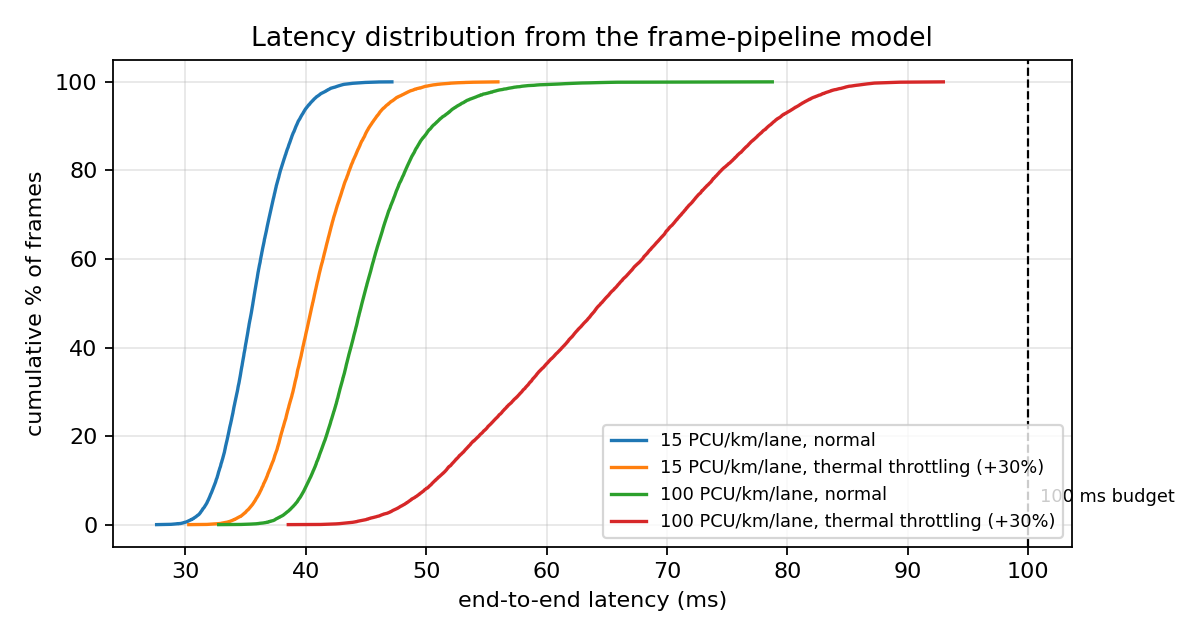 Latency distribution from the frame-pipeline model
cumulative % of frames
100
80
60
40
20
0
15 PCU/km/lane, normal
15 PCU/km/lane, thermal throttling (+30%)
100 PCU/km/lane, normal
100 PCU/km/lane, thermal throttling (+30%)
100 ms budget
30 40 50 60 70 80 90 100
end-to-end latency (ms)